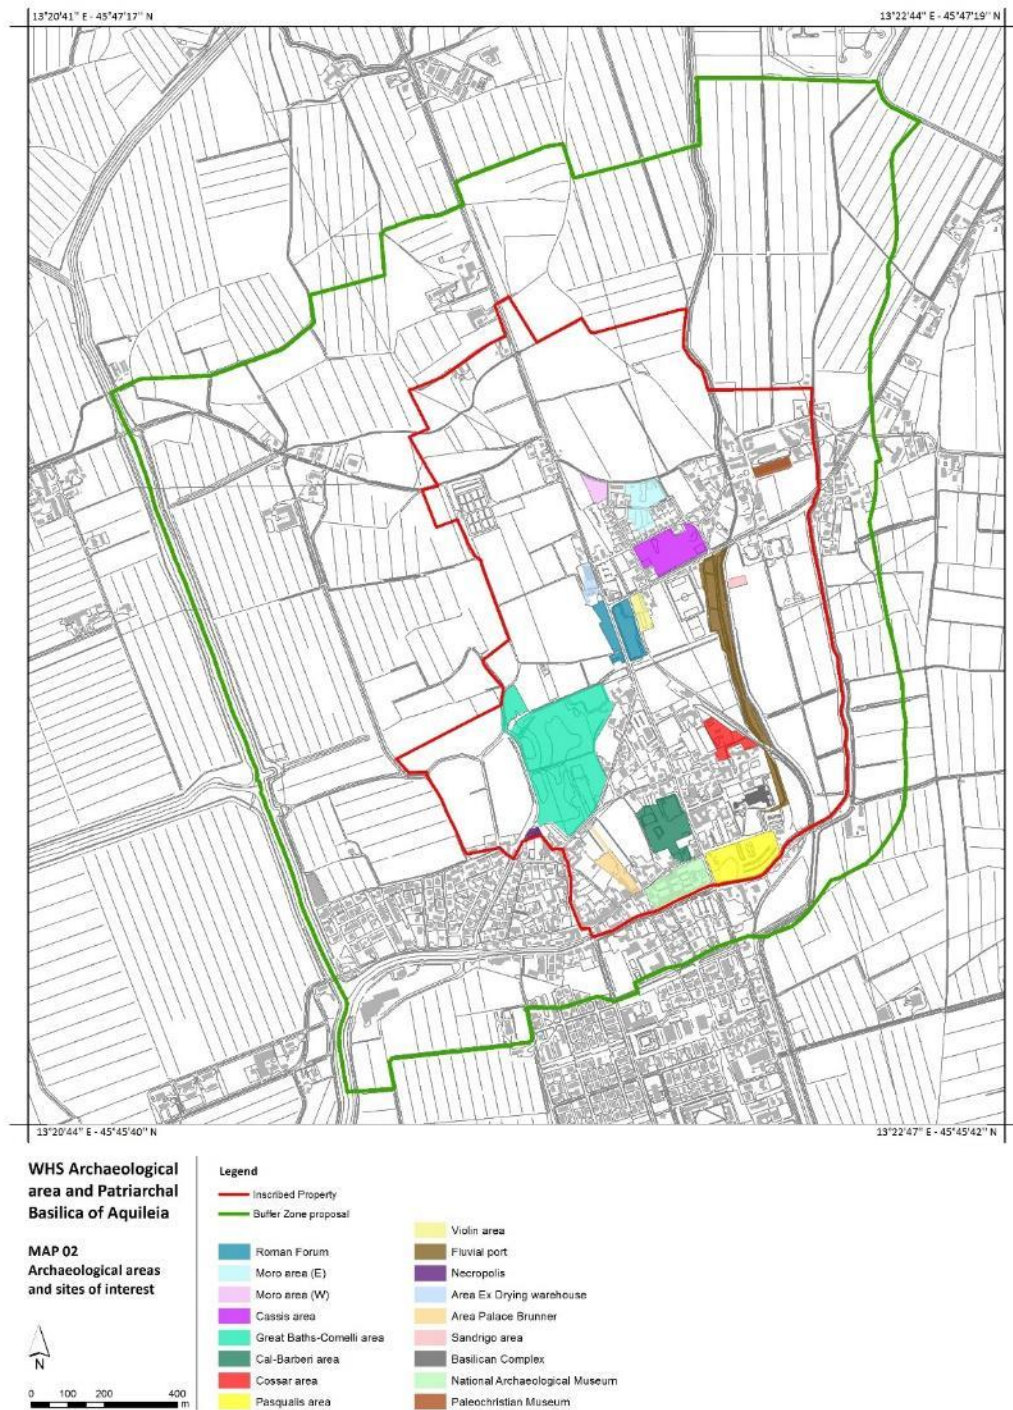 13°20'41" E - 45°47'17" N
13°22'44" E - 45°47'19" N
13°20'44" E - 45°45'40" N
13°22'47" E - 45°45'42" N
WHS Archaeological
area and Patriarchal
Basilica of Aquileia
MAP 02
Archaeological areas
and sites of interest
N
0 100 200 400
m
Legend
Inscribed Property
Buffer Zone proposal
Roman Forum
Moro area (E)
Moro area (W)
Cassis area
Great Baths-Comelli area
Cal-Barberi area
Cossar area
Pasqualis area
Violin area
Fluvial port
Necropolis
Area Ex Drying warehouse
Area Palace Brunner
Sandrigo area
Basilican Complex
National Archaeological Museum
Paleochristian Museum